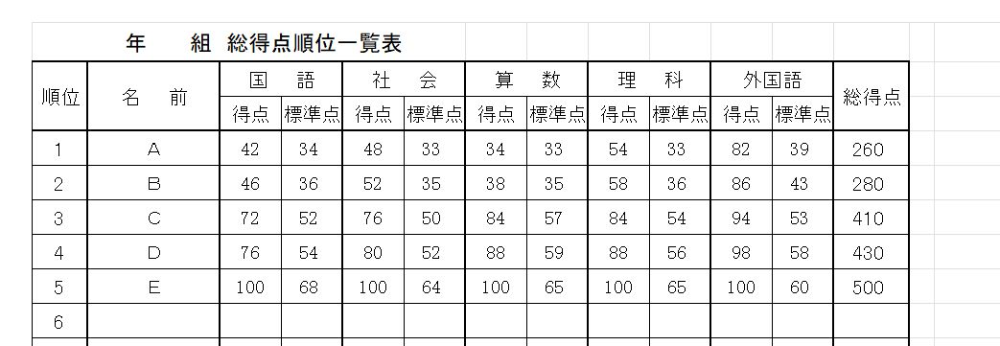 年 組 総得点順位一覧表
順位 名 前 国 語 社 会 算 数 理 科 外国語 総得点
得点 標準点 得点 標準点 得点 標準点 得点 標準点 得点 標準点
1 A 42 34 48 33 34 33 54 33 82 39 260
2 B 46 36 52 35 38 35 58 36 86 43 280
3 C 72 52 76 50 84 57 84 54 94 53 410
4 D 76 54 80 52 88 59 88 56 98 58 430
5 E 100 68 100 64 100 65 100 65 100 60 500
6